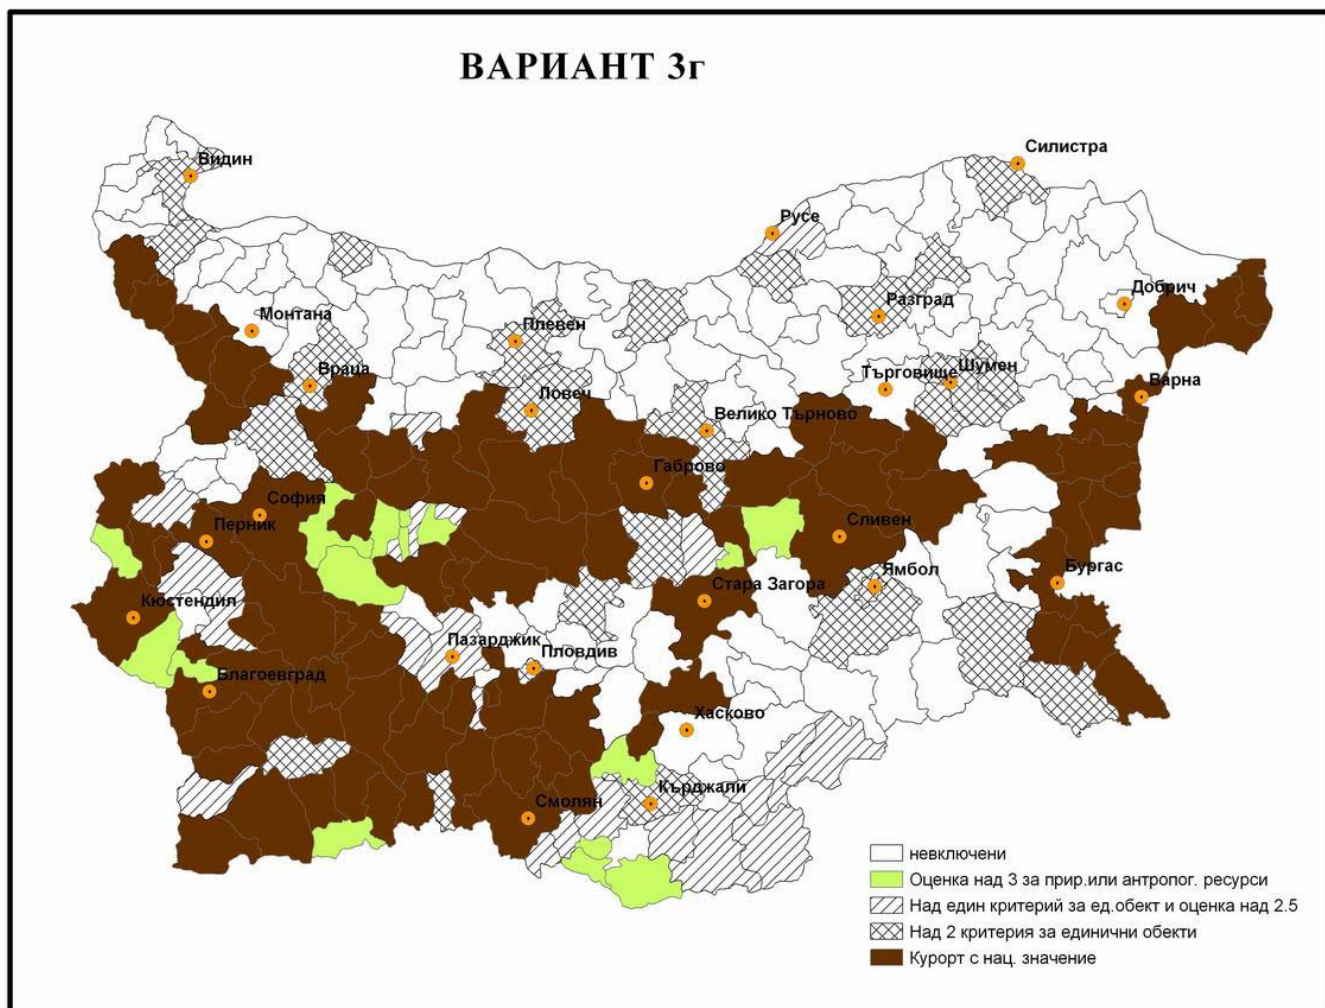 ВАРИАНТ 3г
Силистра
Видин
Русе
Добрич
Разград
Монтана
Плевен
Шумен
Враца
Търговище
Варна
Ловеч
Велико Търново
Габрово
София
Перник
Сливен
Бургас
Ямбол
Стара Загора
Кюстендил
Пазарджик
Пловдив
Благоевград
Хасково
Кърджали
Смолян
невключени
Оценка над 3 за прир.или антропог. ресурси
Над един критерий за ед.обект и оценка над 2.5
Над 2 критерия за единични обекти
Курорт с нац. значение